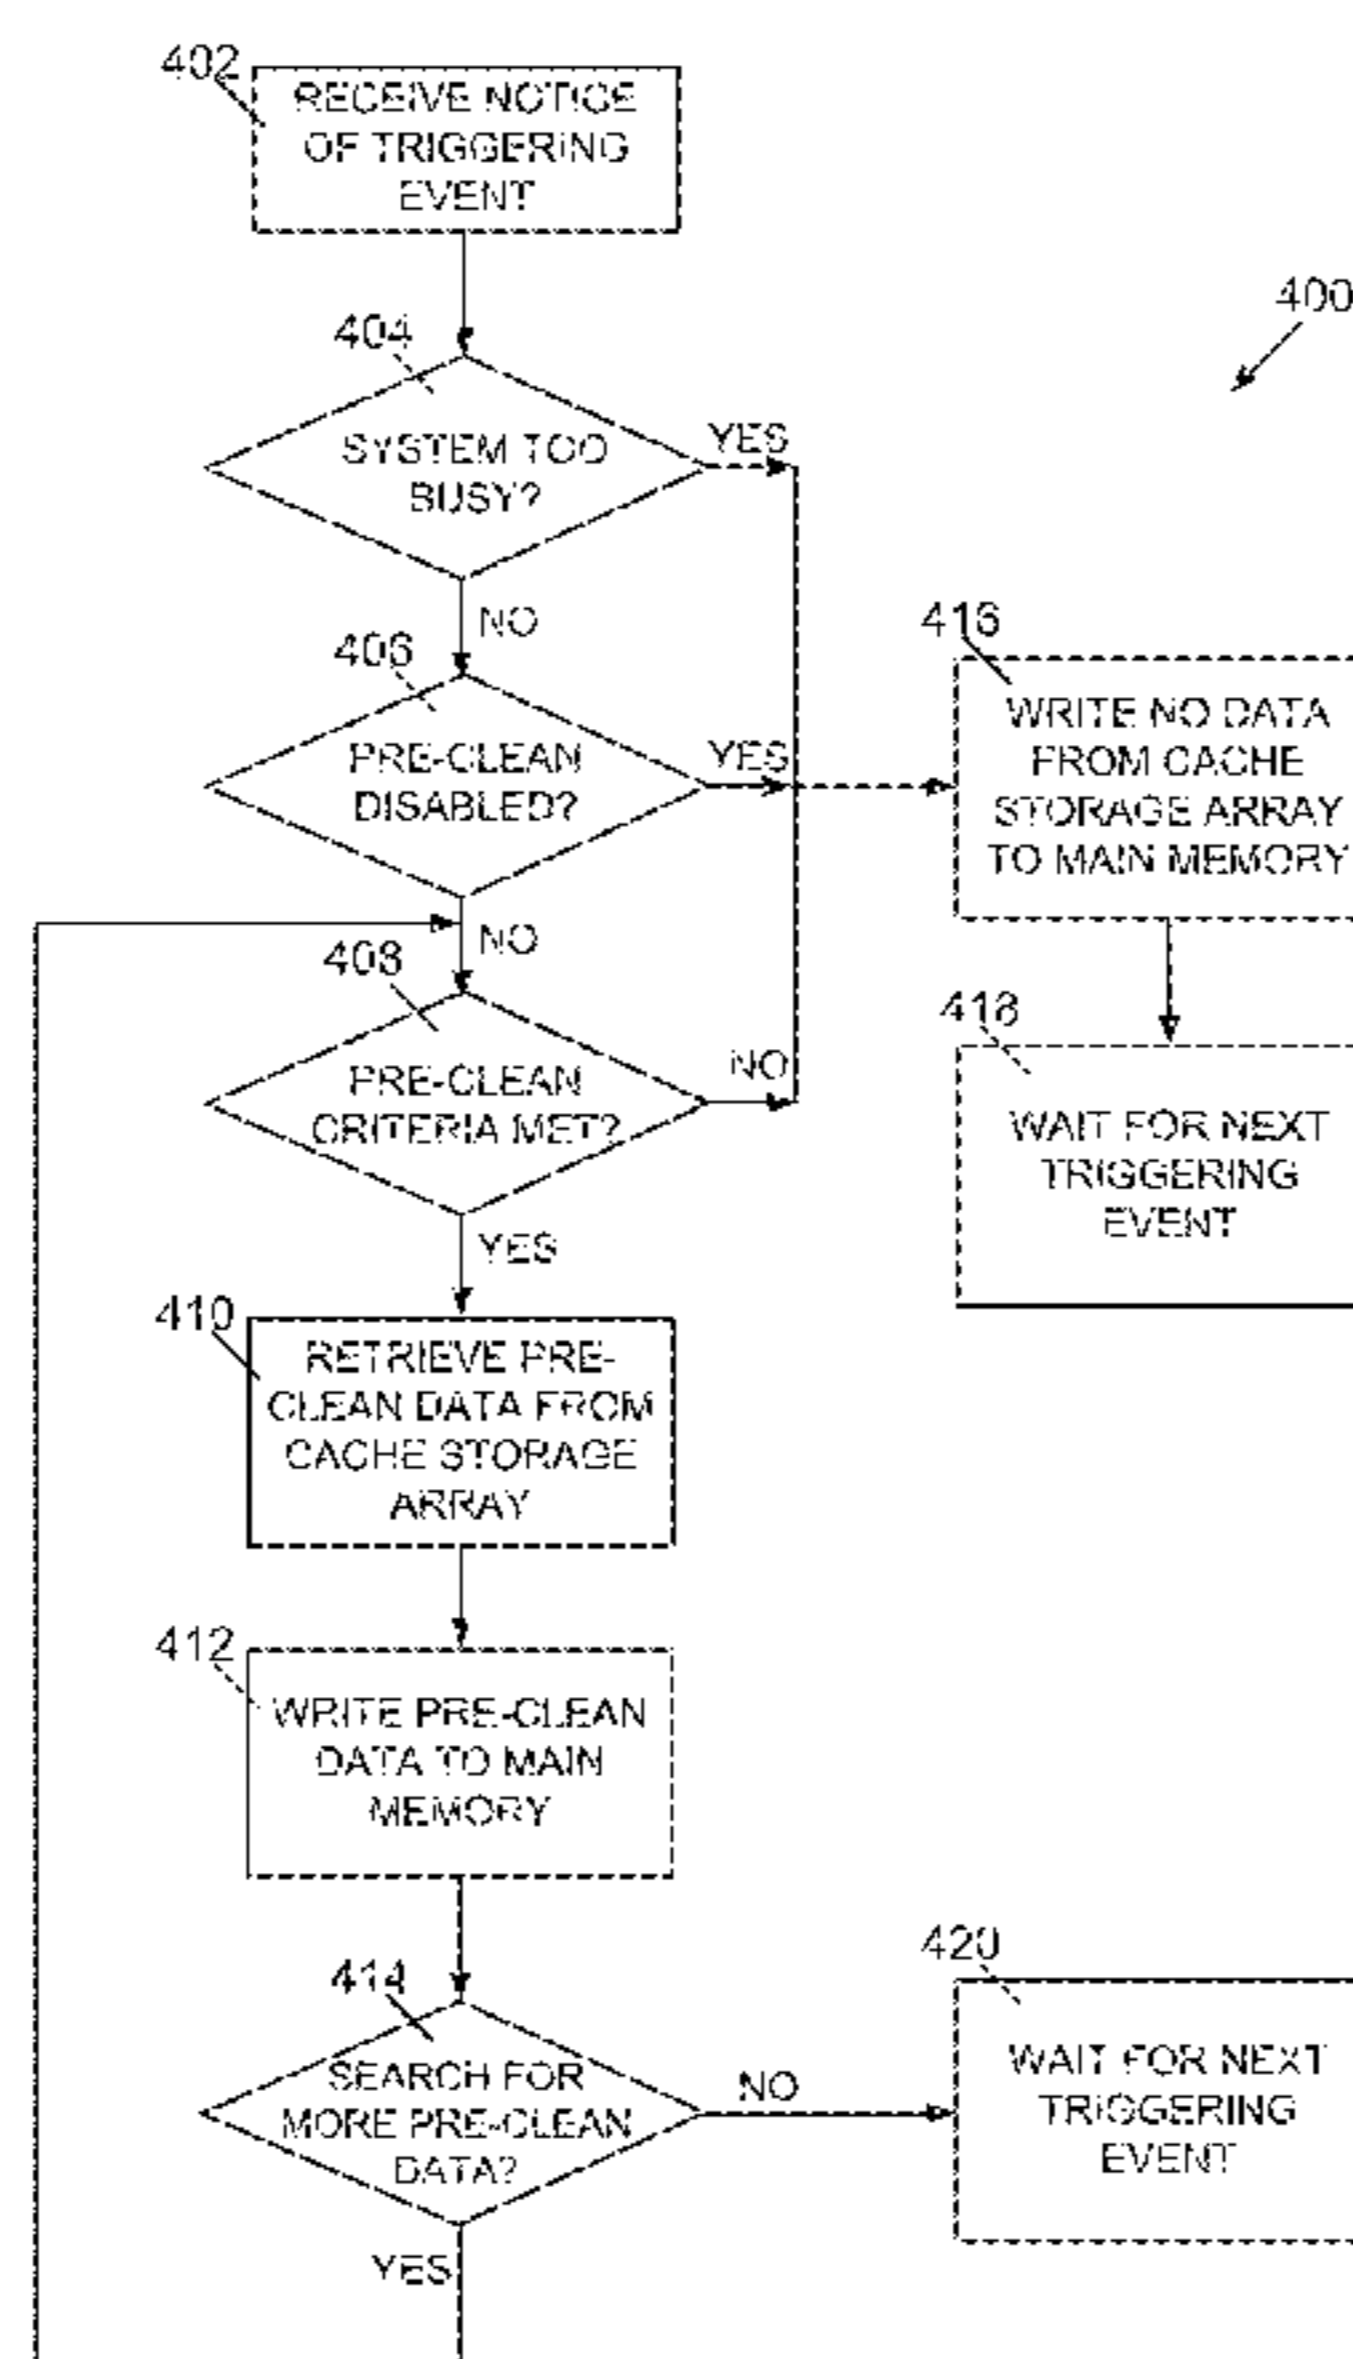 402
RECEIVE NOTICE
OF TRIGGERING
EVENT
400
404
SYSTEM TOO
BUSY?
YES
NO
406
PRE-CLEAN
DISABLED?
YES
416
WRITE NO DATA
FROM CACHE
STORAGE ARRAY
TO MAIN MEMORY
NO
408
PRE-CLEAN
CRITERIA MET?
NO
418
WAIT FOR NEXT
TRIGGERING
EVENT
YES
410
RETRIEVE PRE-
CLEAN DATA FROM
CACHE STORAGE
ARRAY
412
WRITE PRE-CLEAN
DATA TO MAIN
MEMORY
414
SEARCH FOR
MORE PRE-CLEAN
DATA?
NO
420
WAIT FOR NEXT
TRIGGERING
EVENT
YES